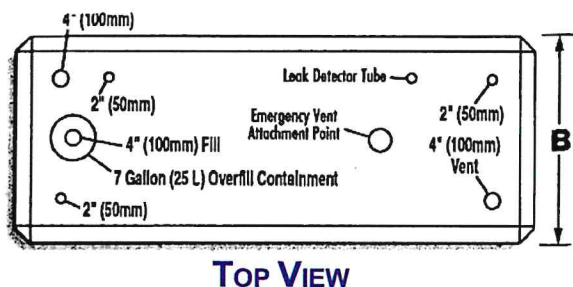 4" (100mm)
2" (50mm)
Leak Detector Tube
2" (50mm)
4" (100mm) Fill
Emergency Vent
Attachment Point
4" (100mm)
Vent
B
7 Gallon (25 L) Overfill Containment
2" (50mm)
TOP VIEW